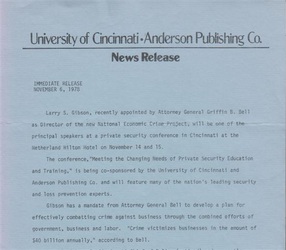 University of Cincinnati • Anderson Publishing Co.
News Release
IMMEDIATE RELEASE
NOVEMBER 6, 1978
Larry G. Gibson, recently appointed by Attorney General Griffin B. Bell
as Director of the new National Economic Crime Project, will be one of the
principal speakers at a private security conference in Cincinnati at the
Netherland Hilton Hotel on November 14 and 15.
The conference,"Meeting the Changing Needs of Private Security Education
and Training," is being co-sponsored by the University of Cincinnati and
Anderson Publishing Co. and will feature many of the nation's leading security
and loss prevention experts.
Gibson has a mandate from Attorney General Bell to develop a plan for
effectively combatting crime against business through the combined efforts of
government, business and labor. "Crime victimizes businesses in the amount of
$40 billion annually," according to Bell.